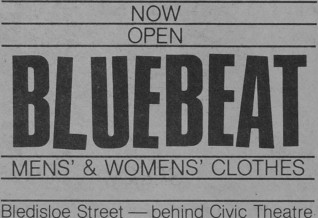 NOW
OPEN
BLUEBEAT
MENS' & WOMENS' CLOTHES
Bledisloe Street — behind Civic Theatre